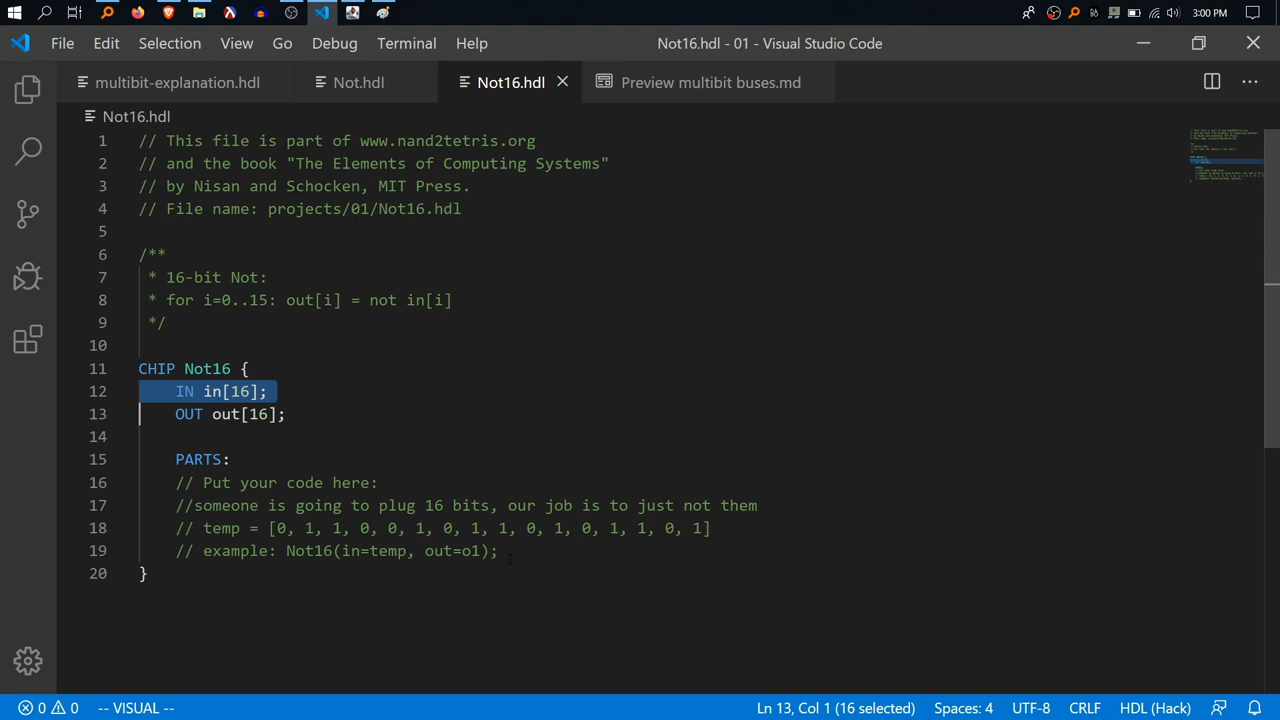 3:00 PM
File Edit Selection View Go Debug Terminal Help
Not16.hdl - 01 - Visual Studio Code
multibit-explanation.hdl
Not.hdl
Not16.hdl
Preview multibit buses.md
Not16.hdl
1 // This file is part of www.nand2tetris.org
2 // and the book "The Elements of Computing Systems"
3 // by Nisan and Schocken, MIT Press.
4 // File name: projects/01/Not16.hdl
5
6 /**
7 * 16-bit Not:
8 * for i=0..15: out[i] = not in[i]
9 */
10
11 CHIP Not16 {
12 IN in[16];
13 OUT out[16];
14
15 PARTS:
16 // Put your code here:
17 //someone is going to plug 16 bits, our job is to just not them
18 // temp = [0, 1, 1, 0, 0, 1, 0, 1, 1, 0, 1, 0, 1, 1, 0, 1]
19 // example: Not16(in=temp, out=o1);
20 }
0 0 -- VISUAL -- Ln 13, Col 1 (16 selected) Spaces: 4 UTF-8 CRLF HDL (Hack)